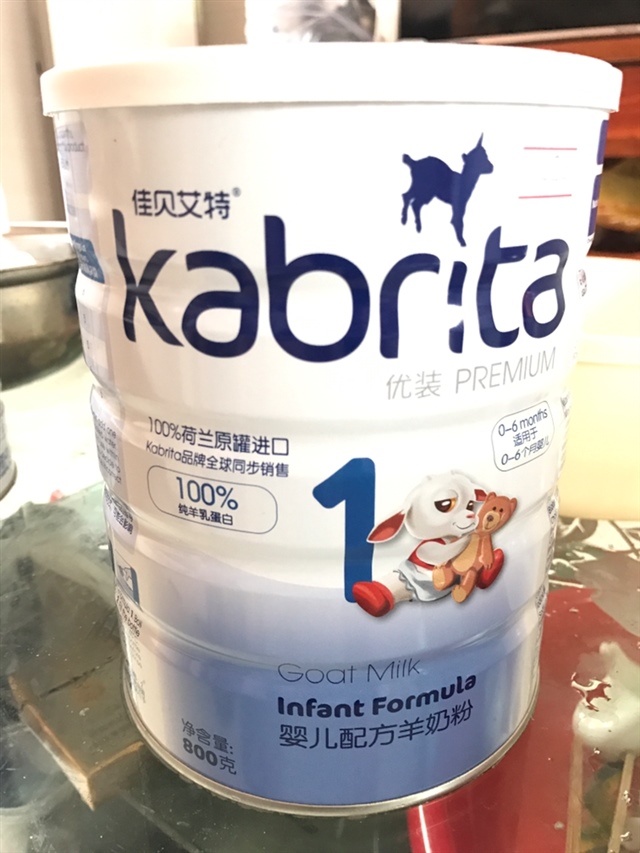 佳贝艾特®
kabrita
优装 PREMIUM
100%荷兰原罐进口
Kabrita品牌全球同步销售
100%
纯羊乳蛋白
0-6 months
适用于
0-6个月婴儿
1
Goat Milk
Infant Formula
婴儿配方羊奶粉
净含量:
800克